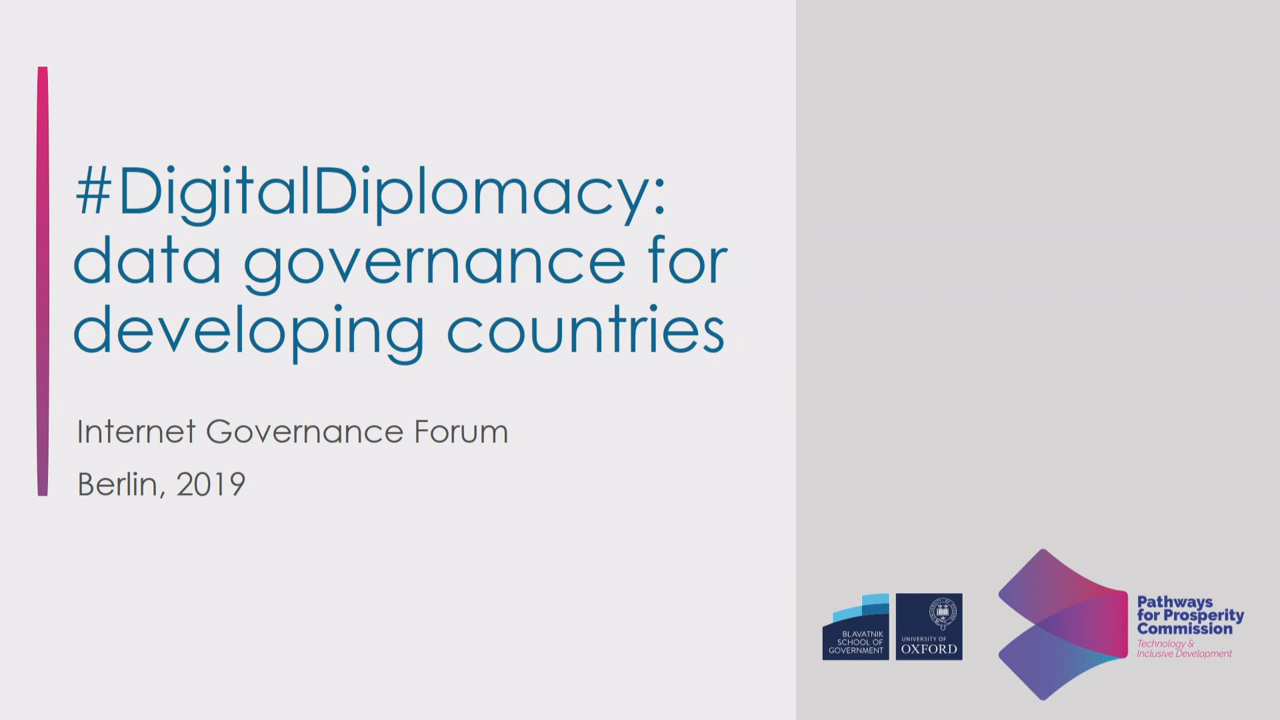 #DigitalDiplomacy:
data governance for
developing countries
Internet Governance Forum
Berlin, 2019
BLAVATNIK
SCHOOL OF
GOVERNMENT
UNIVERSITY OF
OXFORD
Pathways
for Prosperity
Commission
Technology &
Inclusive Development